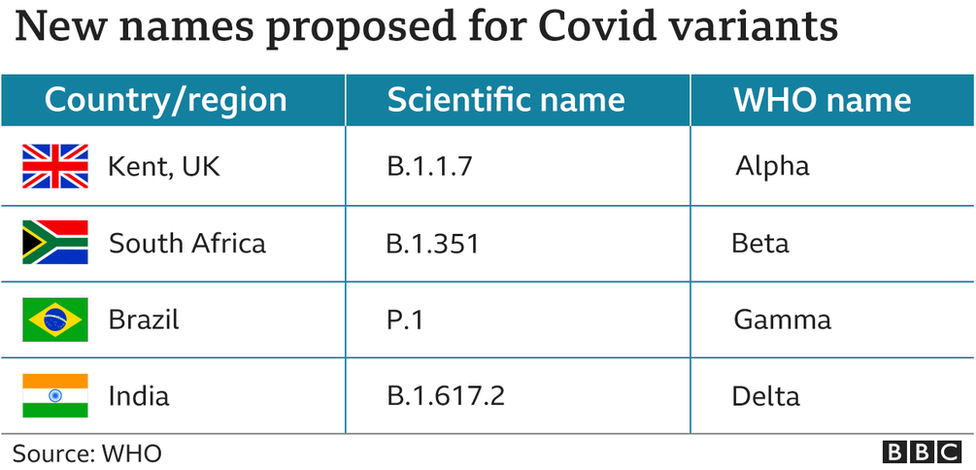 New names proposed for Covid variants
Country/region Scientific name WHO name
Kent, UK B.1.1.7 Alpha
South Africa B.1.351 Beta
Brazil P.1 Gamma
India B.1.617.2 Delta
Source: WHO BBC